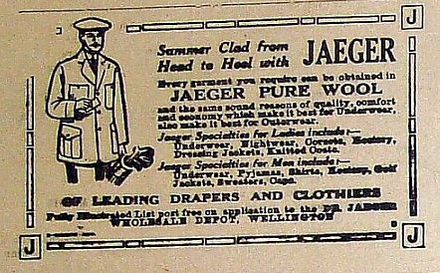 J
Summer Clad from
Head to Heel with JAEGER
Every garment you require can be obtained in
JAEGER PURE WOOL
and the same sound reasons of quality, comfort
and economy which make it best for Underwear,
also make it best for Outerwear.
Jaeger Specialties for Ladies include:—
Underwear, Nightwear, Corsets, Hosiery,
Dressing Jackets, Knitted Coats.
Jaeger Specialties for Men include:—
Underwear, Pyjamas, Shirts, Hosiery, Golf
Jackets, Sweaters, Caps.
OF LEADING DRAPERS AND CLOTHIERS
Fully Illustrated List post free on application to the DR. JAEGER
WHOLESALE DEPOT, WELLINGTON
J
J